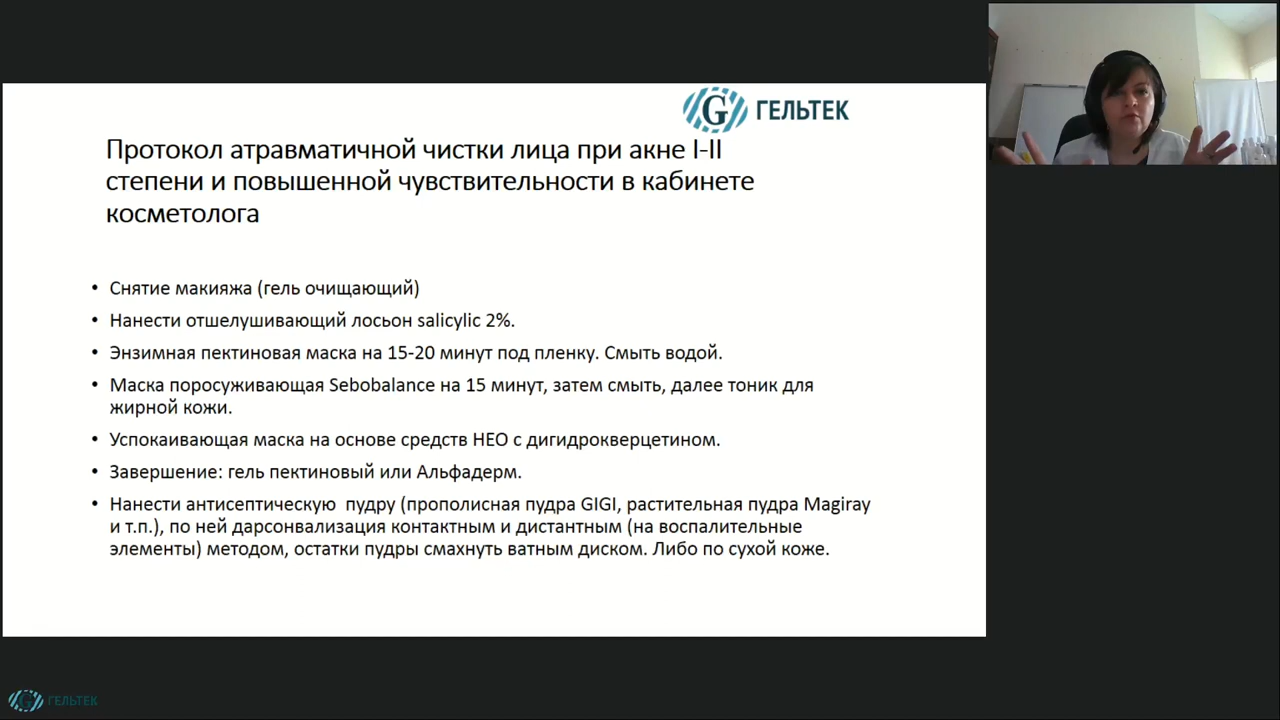 ГЕЛЬТЕК
Протокол атравматичной чистки лица при акне I-II
степени и повышенной чувствительности в кабинете
косметолога
• Снятие макияжа (гель очищающий)
• Нанести отшелушивающий лосьон salicylic 2%.
• Энзимная пектиновая маска на 15-20 минут под пленку. Смыть водой.
• Маска поросуживающая Sebobalance на 15 минут, затем смыть, далее тоник для
жирной кожи.
• Успокаивающая маска на основе средств НЕО с дигидрокверцетином.
• Завершение: гель пектиновый или Альфадерм.
• Нанести антисептическую пудру (прополисная пудра GIGI, растительная пудра Magiray
и т.п.), по ней дарсонвализация контактным и дистантным (на воспалительные
элементы) методом, остатки пудры смахнуть ватным диском. Либо по сухой коже.
ГЕЛЬТЕК